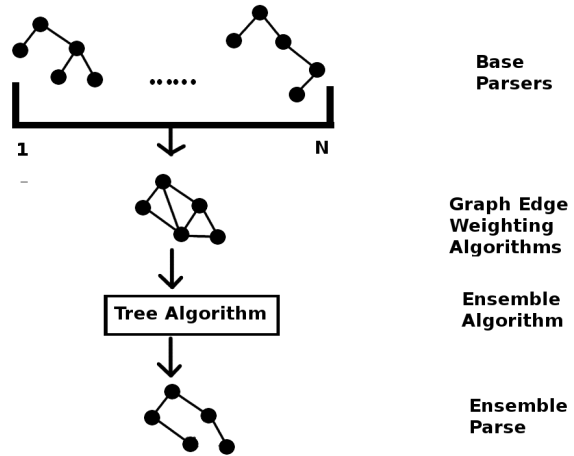 Base
Parsers
1
N
Graph Edge
Weighting
Algorithms
Tree Algorithm
Ensemble
Algorithm
Ensemble
Parse